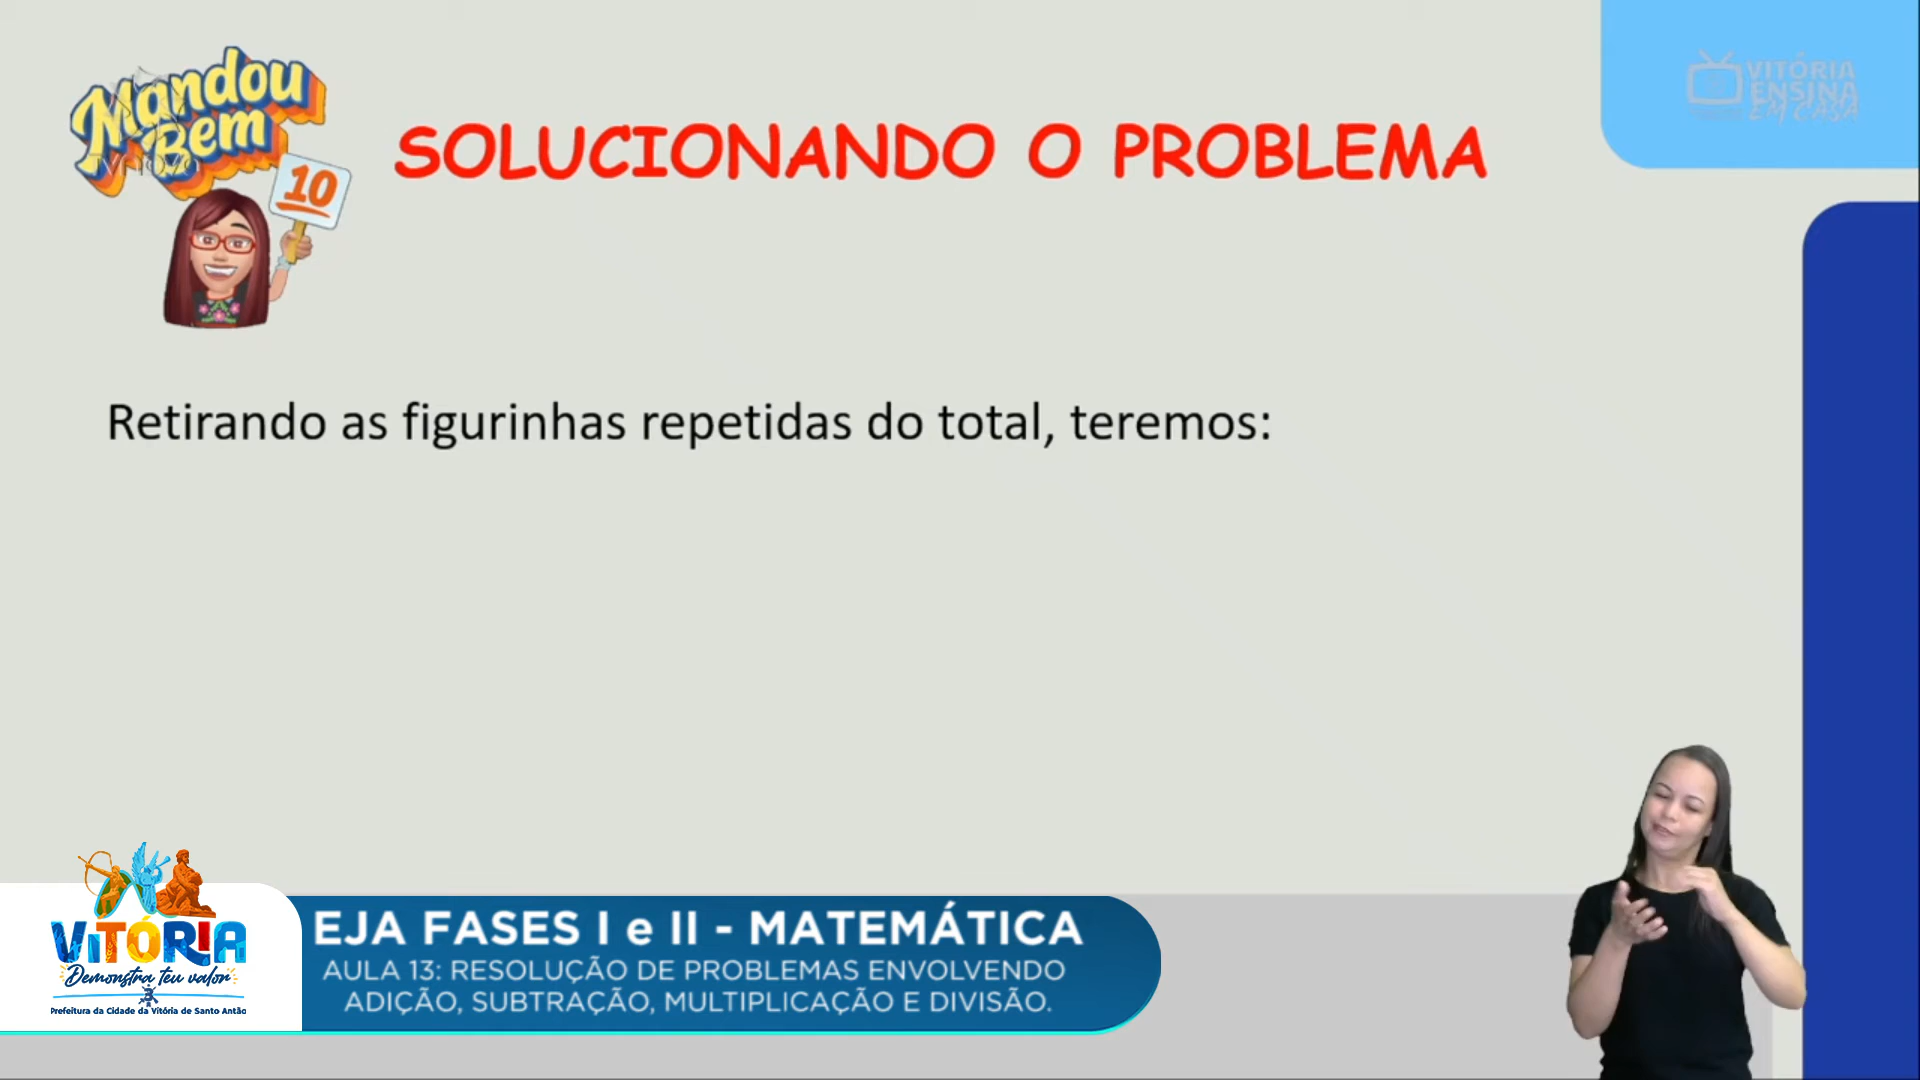 Mandou
Bem
10
SOLUCIONANDO O PROBLEMA
VITÓRIA
ENSINA
EM CASA
Retirando as figurinhas repetidas do total, teremos:
VITÓRIA
Demonstra teu valor
Prefeitura da Cidade da Vitória de Santo Antão
EJA FASES I e II - MATEMÁTICA
AULA 13: RESOLUÇÃO DE PROBLEMAS ENVOLVENDO
ADIÇÃO, SUBTRAÇÃO, MULTIPLICAÇÃO E DIVISÃO.